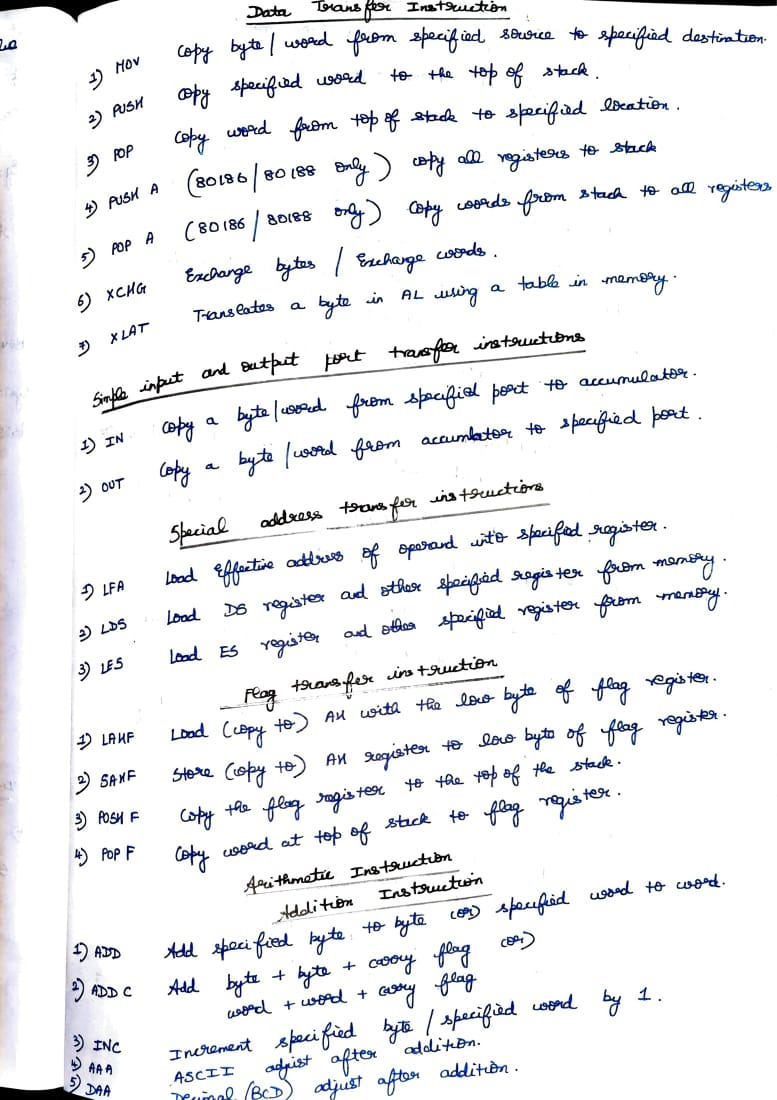 Data Transfer Instruction
1) MOV copy byte/word from specified source to specified destination.
2) PUSH copy specified word to the top of stack.
3) POP copy word from top of stack to specified location.
4) PUSH A (80186/80188 only) copy all registers to stack
5) POP A (80186/80188 only) copy words from stack to all registers
6) XCHG Exchange bytes / Exchange words.
7) XLAT Translates a byte in AL using a table in memory.
Simple input and output port transfer instructions
1) IN copy a byte/word from specified port to accumulator.
2) OUT copy a byte/word from accumlator to specified port.
Special address transfer instructions
1) LFA Load Effective address of operand into specified register.
2) LDS Load DS register and other specified register from memory.
3) LES Load ES register and other specified register from memory.
Flag transfer instruction
1) LAHF Load (copy to) AH with the low byte of flag register.
2) SAHF Store (copy to) AH register to low byte of flag register.
3) PUSH F Copy the flag register to the top of the stack.
4) POP F Copy word at top of stack to flag register.
Arithmetic Instruction
Addition Instruction
1) ADD Add specified byte to byte (or) specified word to word.
2) ADD C Add byte + byte + carry flag (or)
word + word + carry flag
3) INC Increment specified byte / specified word by 1.
4) AAA ASCII adjist after addition.
5) DAA Decimal (BCD) adjust after addition.